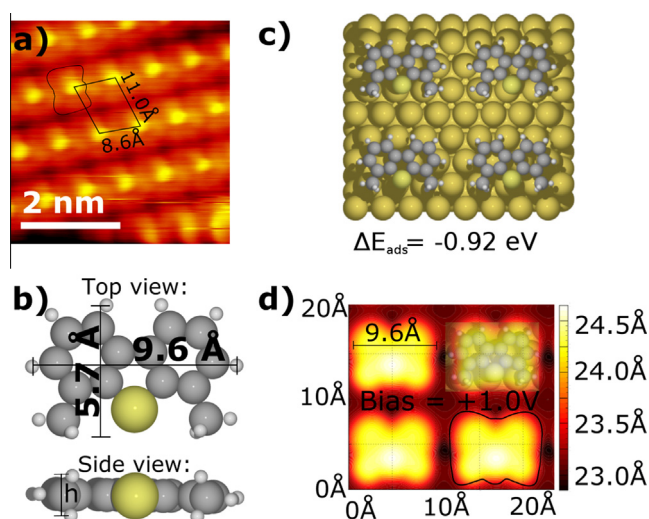 a)
11.0Å
8.6Å
2 nm
c)
ΔEads= -0.92 eV
b)
Top view:
5.7 Å
9.6 Å
Side view:
h
d)
20Å
9.6Å
10Å
Bias = +1.0V
0Å
0Å 10Å 20Å
24.5Å
24.0Å
23.5Å
23.0Å